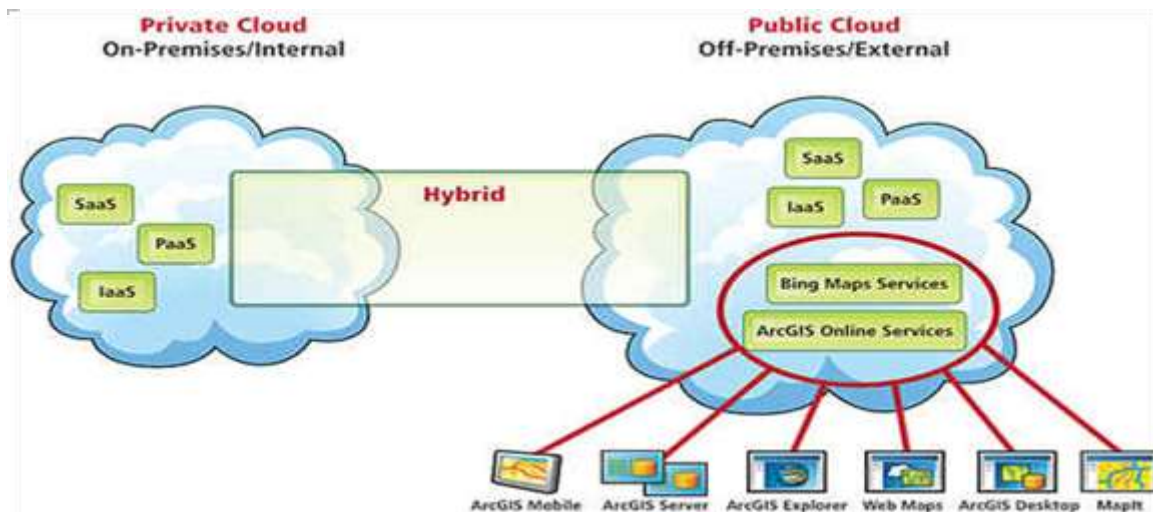 Private Cloud
On-Premises/Internal
Public Cloud
Off-Premises/External
SaaS
PaaS
IaaS
Hybrid
SaaS
IaaS
PaaS
Bing Maps Services
ArcGIS Online Services
ArcGIS Mobile
ArcGIS Server
ArcGIS Explorer
Web Maps
ArcGIS Desktop
MapIt